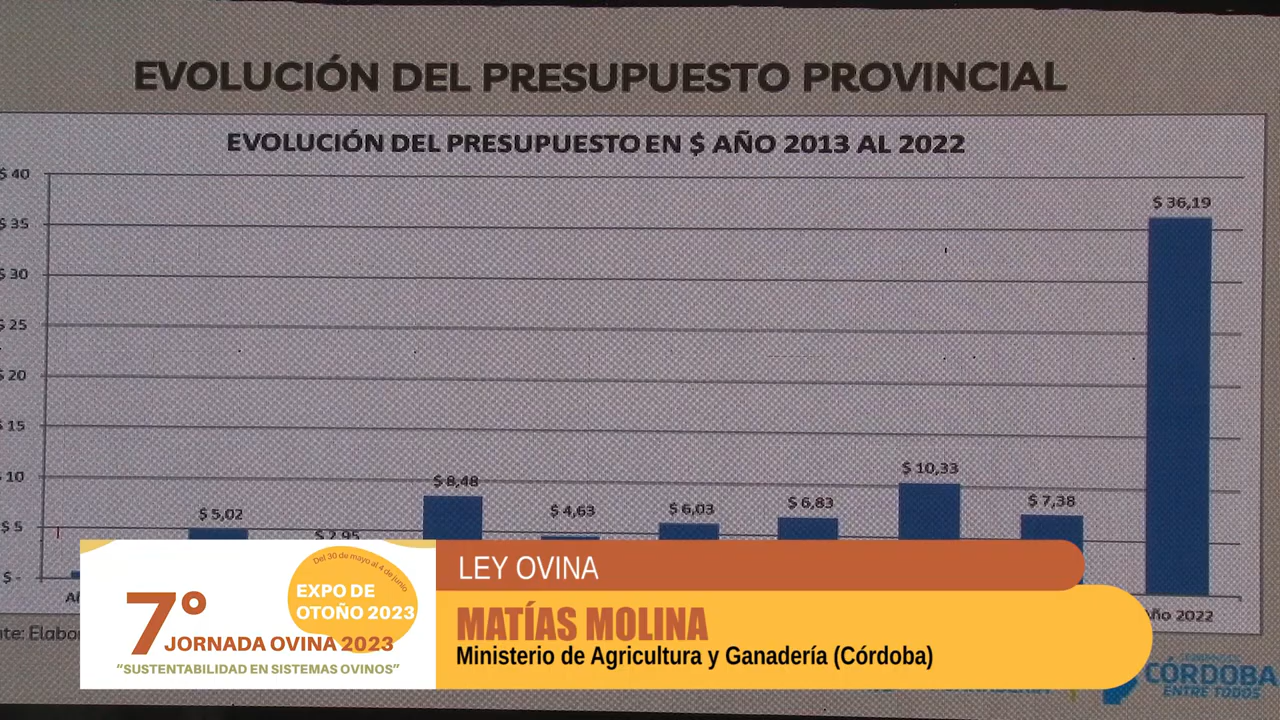 EVOLUCIÓN DEL PRESUPUESTO PROVINCIAL
EVOLUCIÓN DEL PRESUPUESTO EN $ AÑO 2013 AL 2022
$ 40
$ 35
$ 30
$ 25
$ 20
$ 15
$ 10
$ 5
$ -
$ 5,02
$ 2,95
$ 8,48
$ 4,63
$ 6,03
$ 6,83
$ 10,33
$ 7,38
$ 36,19
Año 2022
Del 30 de mayo al 4 de junio
EXPO DE
OTOÑO 2023
7°
JORNADA OVINA 2023
“SUSTENTABILIDAD EN SISTEMAS OVINOS”
LEY OVINA
MATÍAS MOLINA
Ministerio de Agricultura y Ganadería (Córdoba)
CÓRDOBA
ENTRE TODOS